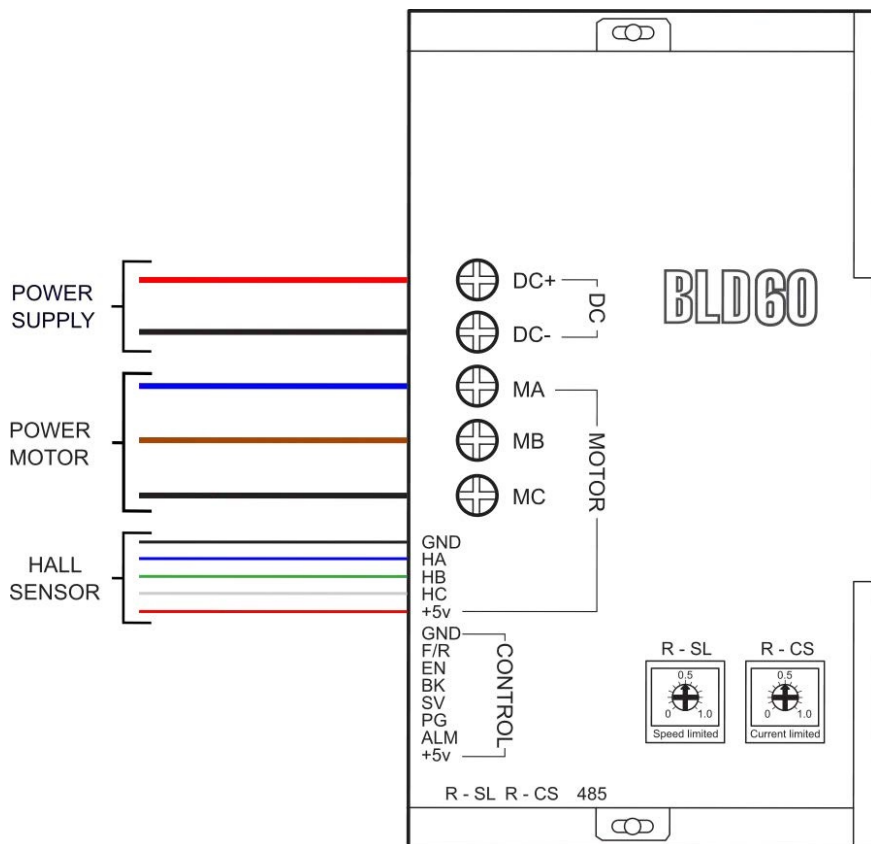 POWER
SUPPLY
DC+
DC-
DC
BLD60
POWER
MOTOR
MA
MB
MC
MOTOR
HALL
SENSOR
GND
HA
HB
HC
+5v
GND
F/R
EN
BK
SV
PG
ALM
+5v
CONTROL
R - SL
0.5
0
1.0
Speed limited
R - CS
0.5
0
1.0
Current limited
R - SL R - CS 485